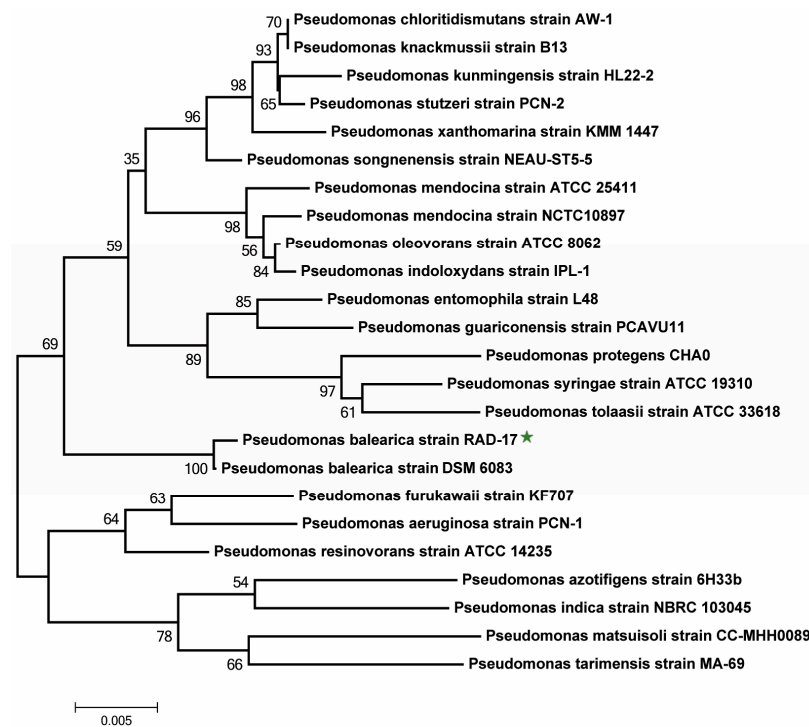 70 Pseudomonas chloritidismutans strain AW-1
93 Pseudomonas knackmussii strain B13
98 Pseudomonas kunmingensis strain HL22-2
65 Pseudomonas stutzeri strain PCN-2
96 Pseudomonas xanthomarina strain KMM 1447
35 Pseudomonas songnenensis strain NEAU-ST5-5
Pseudomonas mendocina strain ATCC 25411
98 Pseudomonas mendocina strain NCTC10897
59 56 Pseudomonas oleovorans strain ATCC 8062
84 Pseudomonas indoloxydans strain IPL-1
85 Pseudomonas entomophila strain L48
Pseudomonas guariconensis strain PCAVU11
69 89 Pseudomonas protegens CHA0
97 Pseudomonas syringae strain ATCC 19310
61 Pseudomonas tolaasii strain ATCC 33618
Pseudomonas balearica strain RAD-17
100 Pseudomonas balearica strain DSM 6083
63 Pseudomonas furukawaii strain KF707
64 Pseudomonas aeruginosa strain PCN-1
Pseudomonas resinovorans strain ATCC 14235
54 Pseudomonas azotifigens strain 6H33b
Pseudomonas indica strain NBRC 103045
78 Pseudomonas matsuisoli strain CC-MHH0089
66 Pseudomonas tarimensis strain MA-69
0.005